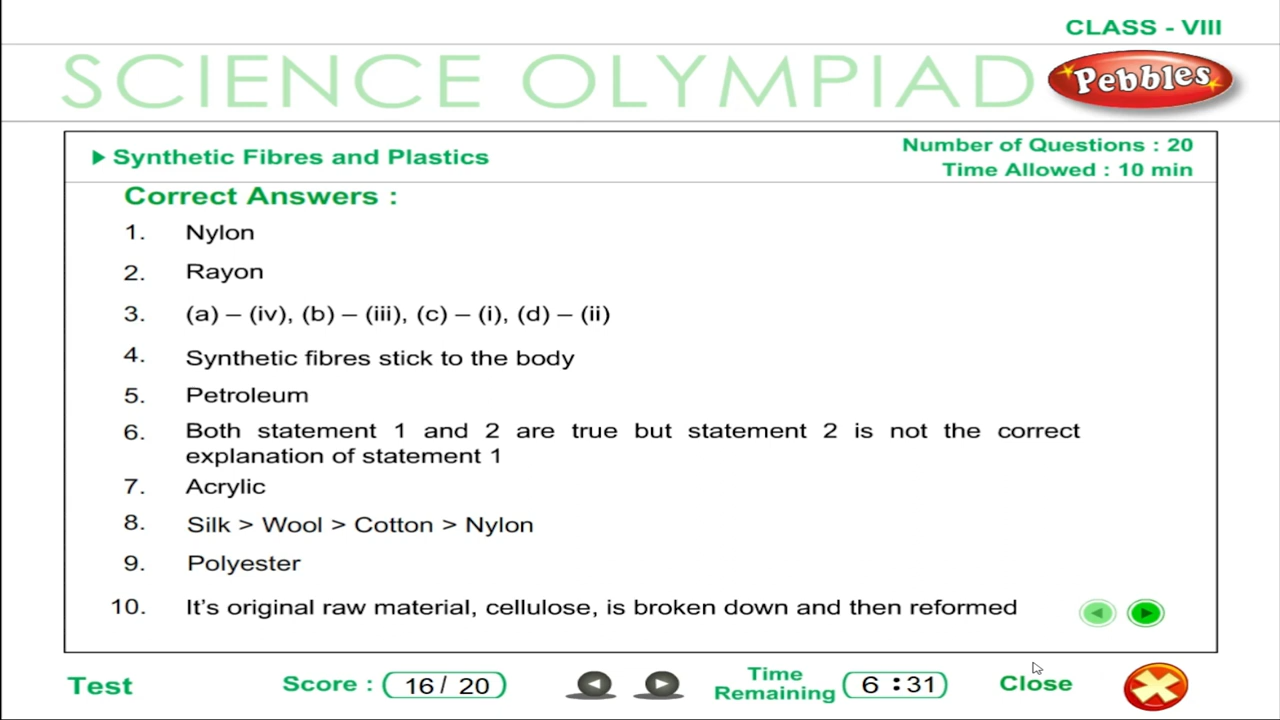 CLASS - VIII
SCIENCE OLYMPIAD
Pebbles
Synthetic Fibres and Plastics
Number of Questions : 20
Time Allowed : 10 min
Correct Answers :
1. Nylon
2. Rayon
3. (a) – (iv), (b) – (iii), (c) – (i), (d) – (ii)
4. Synthetic fibres stick to the body
5. Petroleum
6. Both statement 1 and 2 are true but statement 2 is not the correct
explanation of statement 1
7. Acrylic
8. Silk > Wool > Cotton > Nylon
9. Polyester
10. It's original raw material, cellulose, is broken down and then reformed
Test
Score : 16 / 20
Time
Remaining
6 : 31
Close